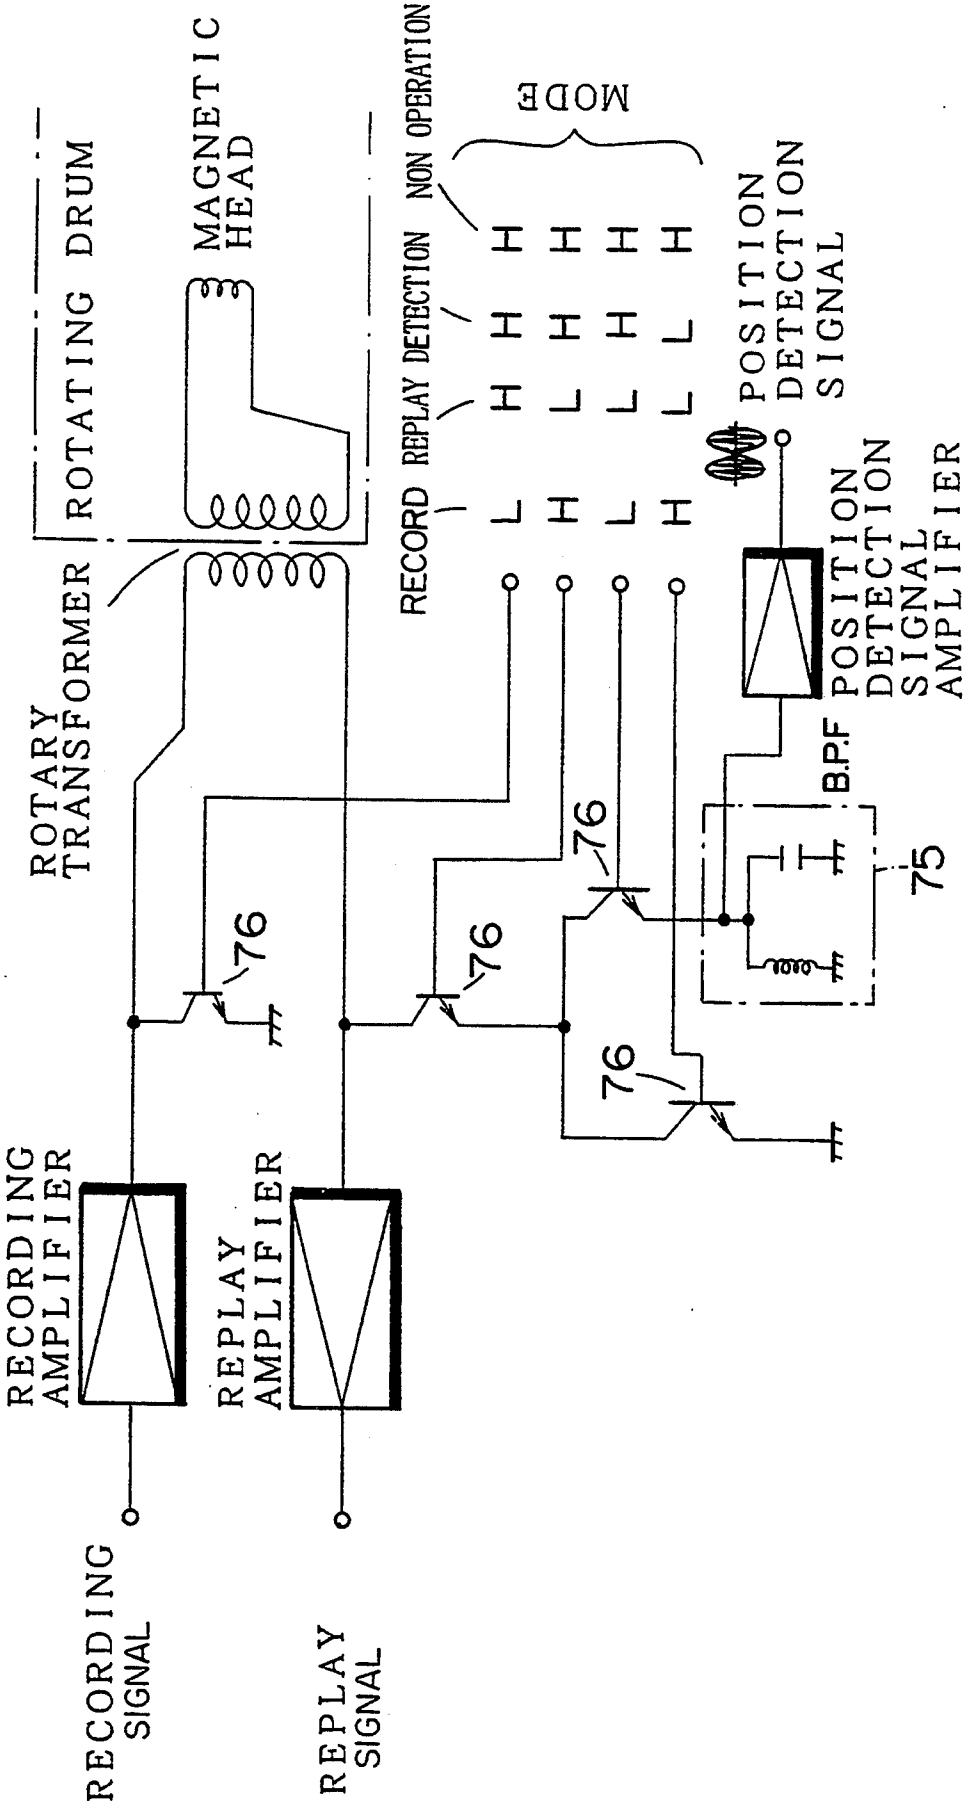 ROTARY
TRANSFORMER
ROTATING DRUM
MAGNETIC
HEAD
RECORDING
AMPLIFIER
REPLAY
AMPLIFIER
RECORDING
SIGNAL
REPLAY
SIGNAL
76
76
76
76
RECORD REPLAY DETECTION NON OPERATION
L H H H
H L H H
L L H H
H L L H
MODE
POSITION
DETECTION
SIGNAL
B.P.F
75
POSITION
DETECTION
SIGNAL
AMPLIFIER